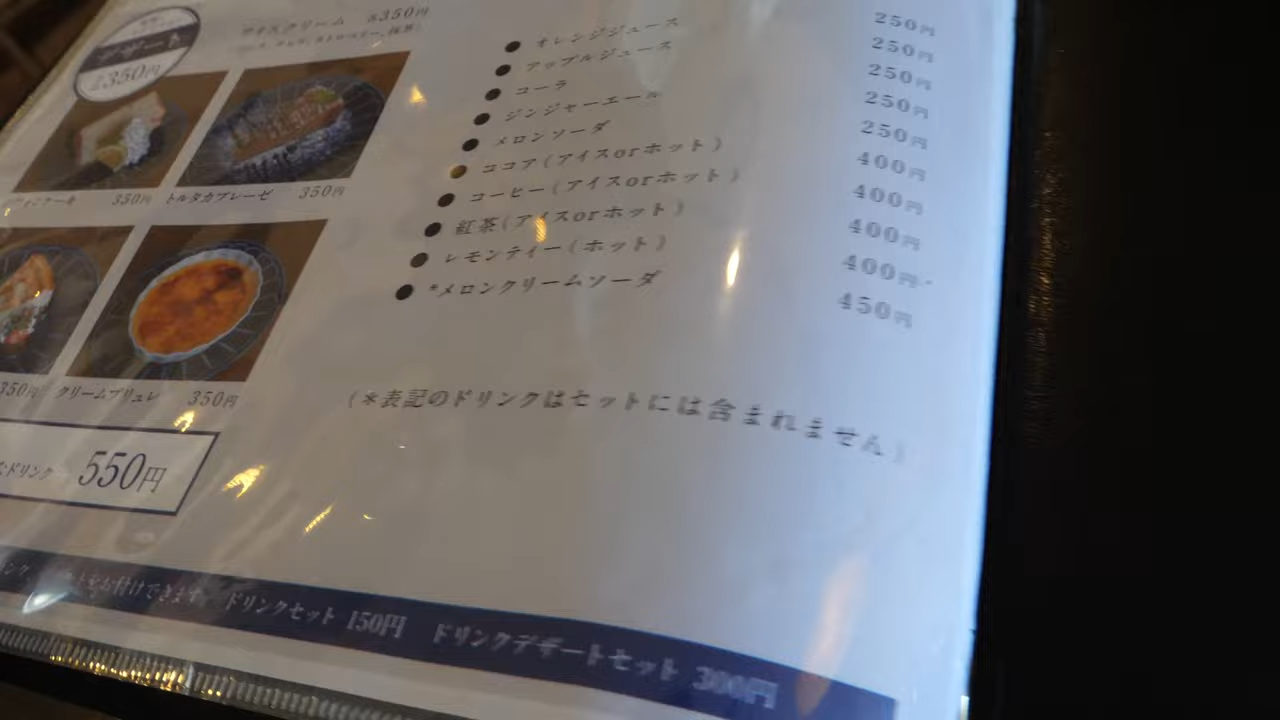 デザート
350円
アイスクリーム 各350円
オレンジジュース 250円
アップルジュース 250円
コーラ 250円
ジンジャーエール 250円
メロンソーダ 250円
ココア(アイスorホット) 400円
コーヒー(アイスorホット) 400円
紅茶(アイスorホット) 400円
レモンティー(ホット) 400円
*メロンクリームソーダ 450円
(*表記のドリンクはセットには含まれません)
350円
トルタカプレーゼ 350円
350円
クリームブリュレ 350円
ドリンク 550円
お付けできます。 ドリンクセット 150円 ドリンクデザートセット 300円